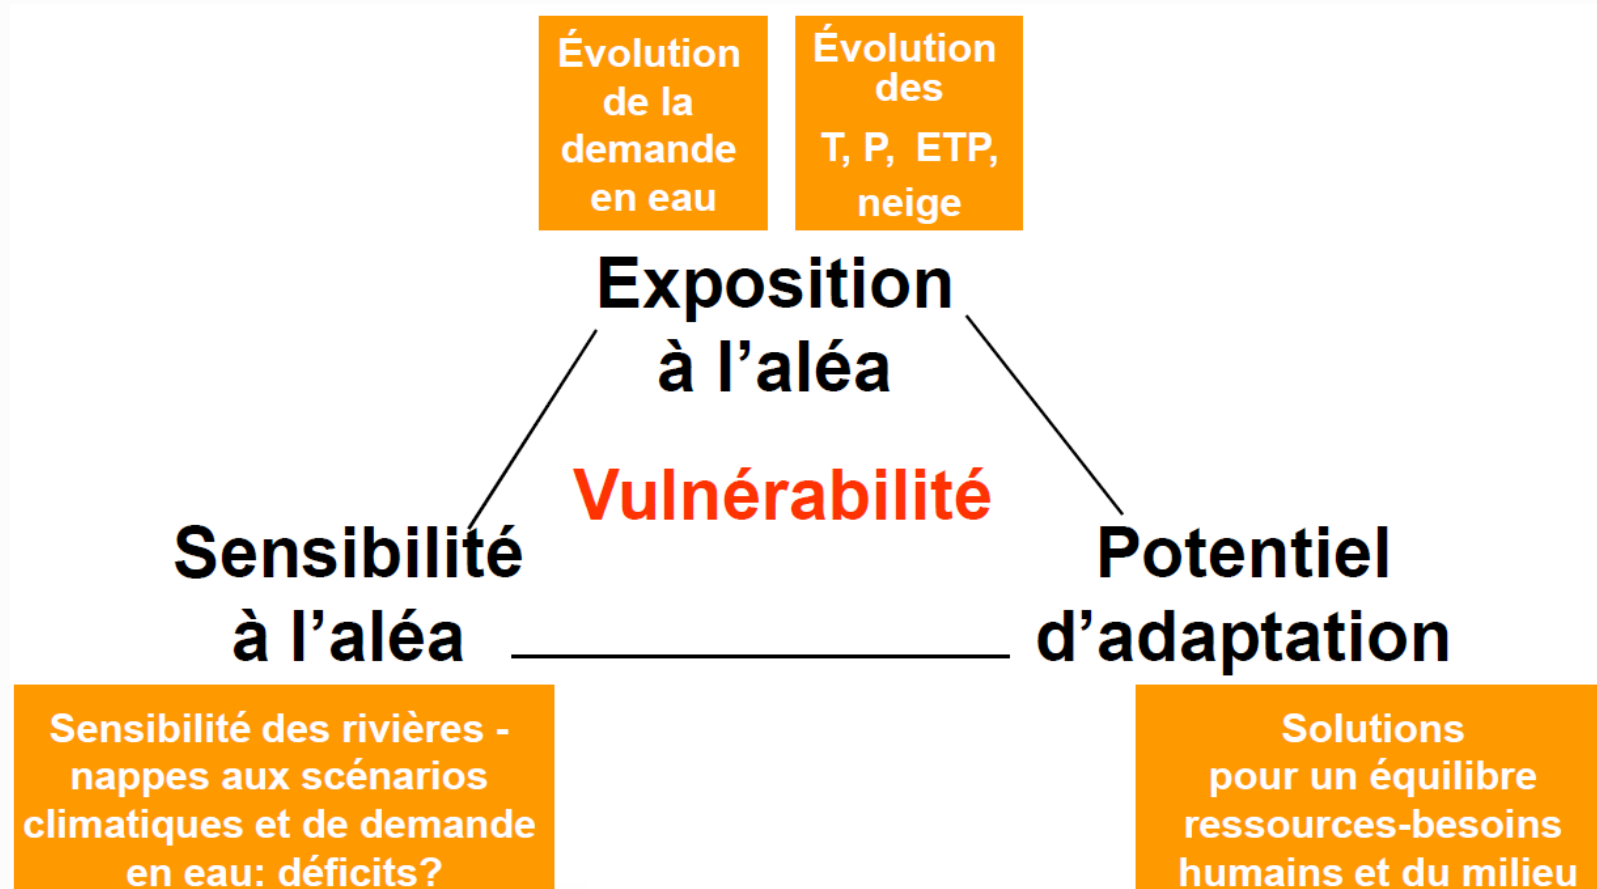 Évolution
de la
demande
en eau
Évolution
des
T, P, ETP,
neige
Exposition
à l’aléa
Vulnérabilité
Sensibilité
à l’aléa
Potentiel
d’adaptation
Sensibilité des rivières -
nappes aux scénarios
climatiques et de demande
en eau: déficits?
Solutions
pour un équilibre
ressources-besoins
humains et du milieu